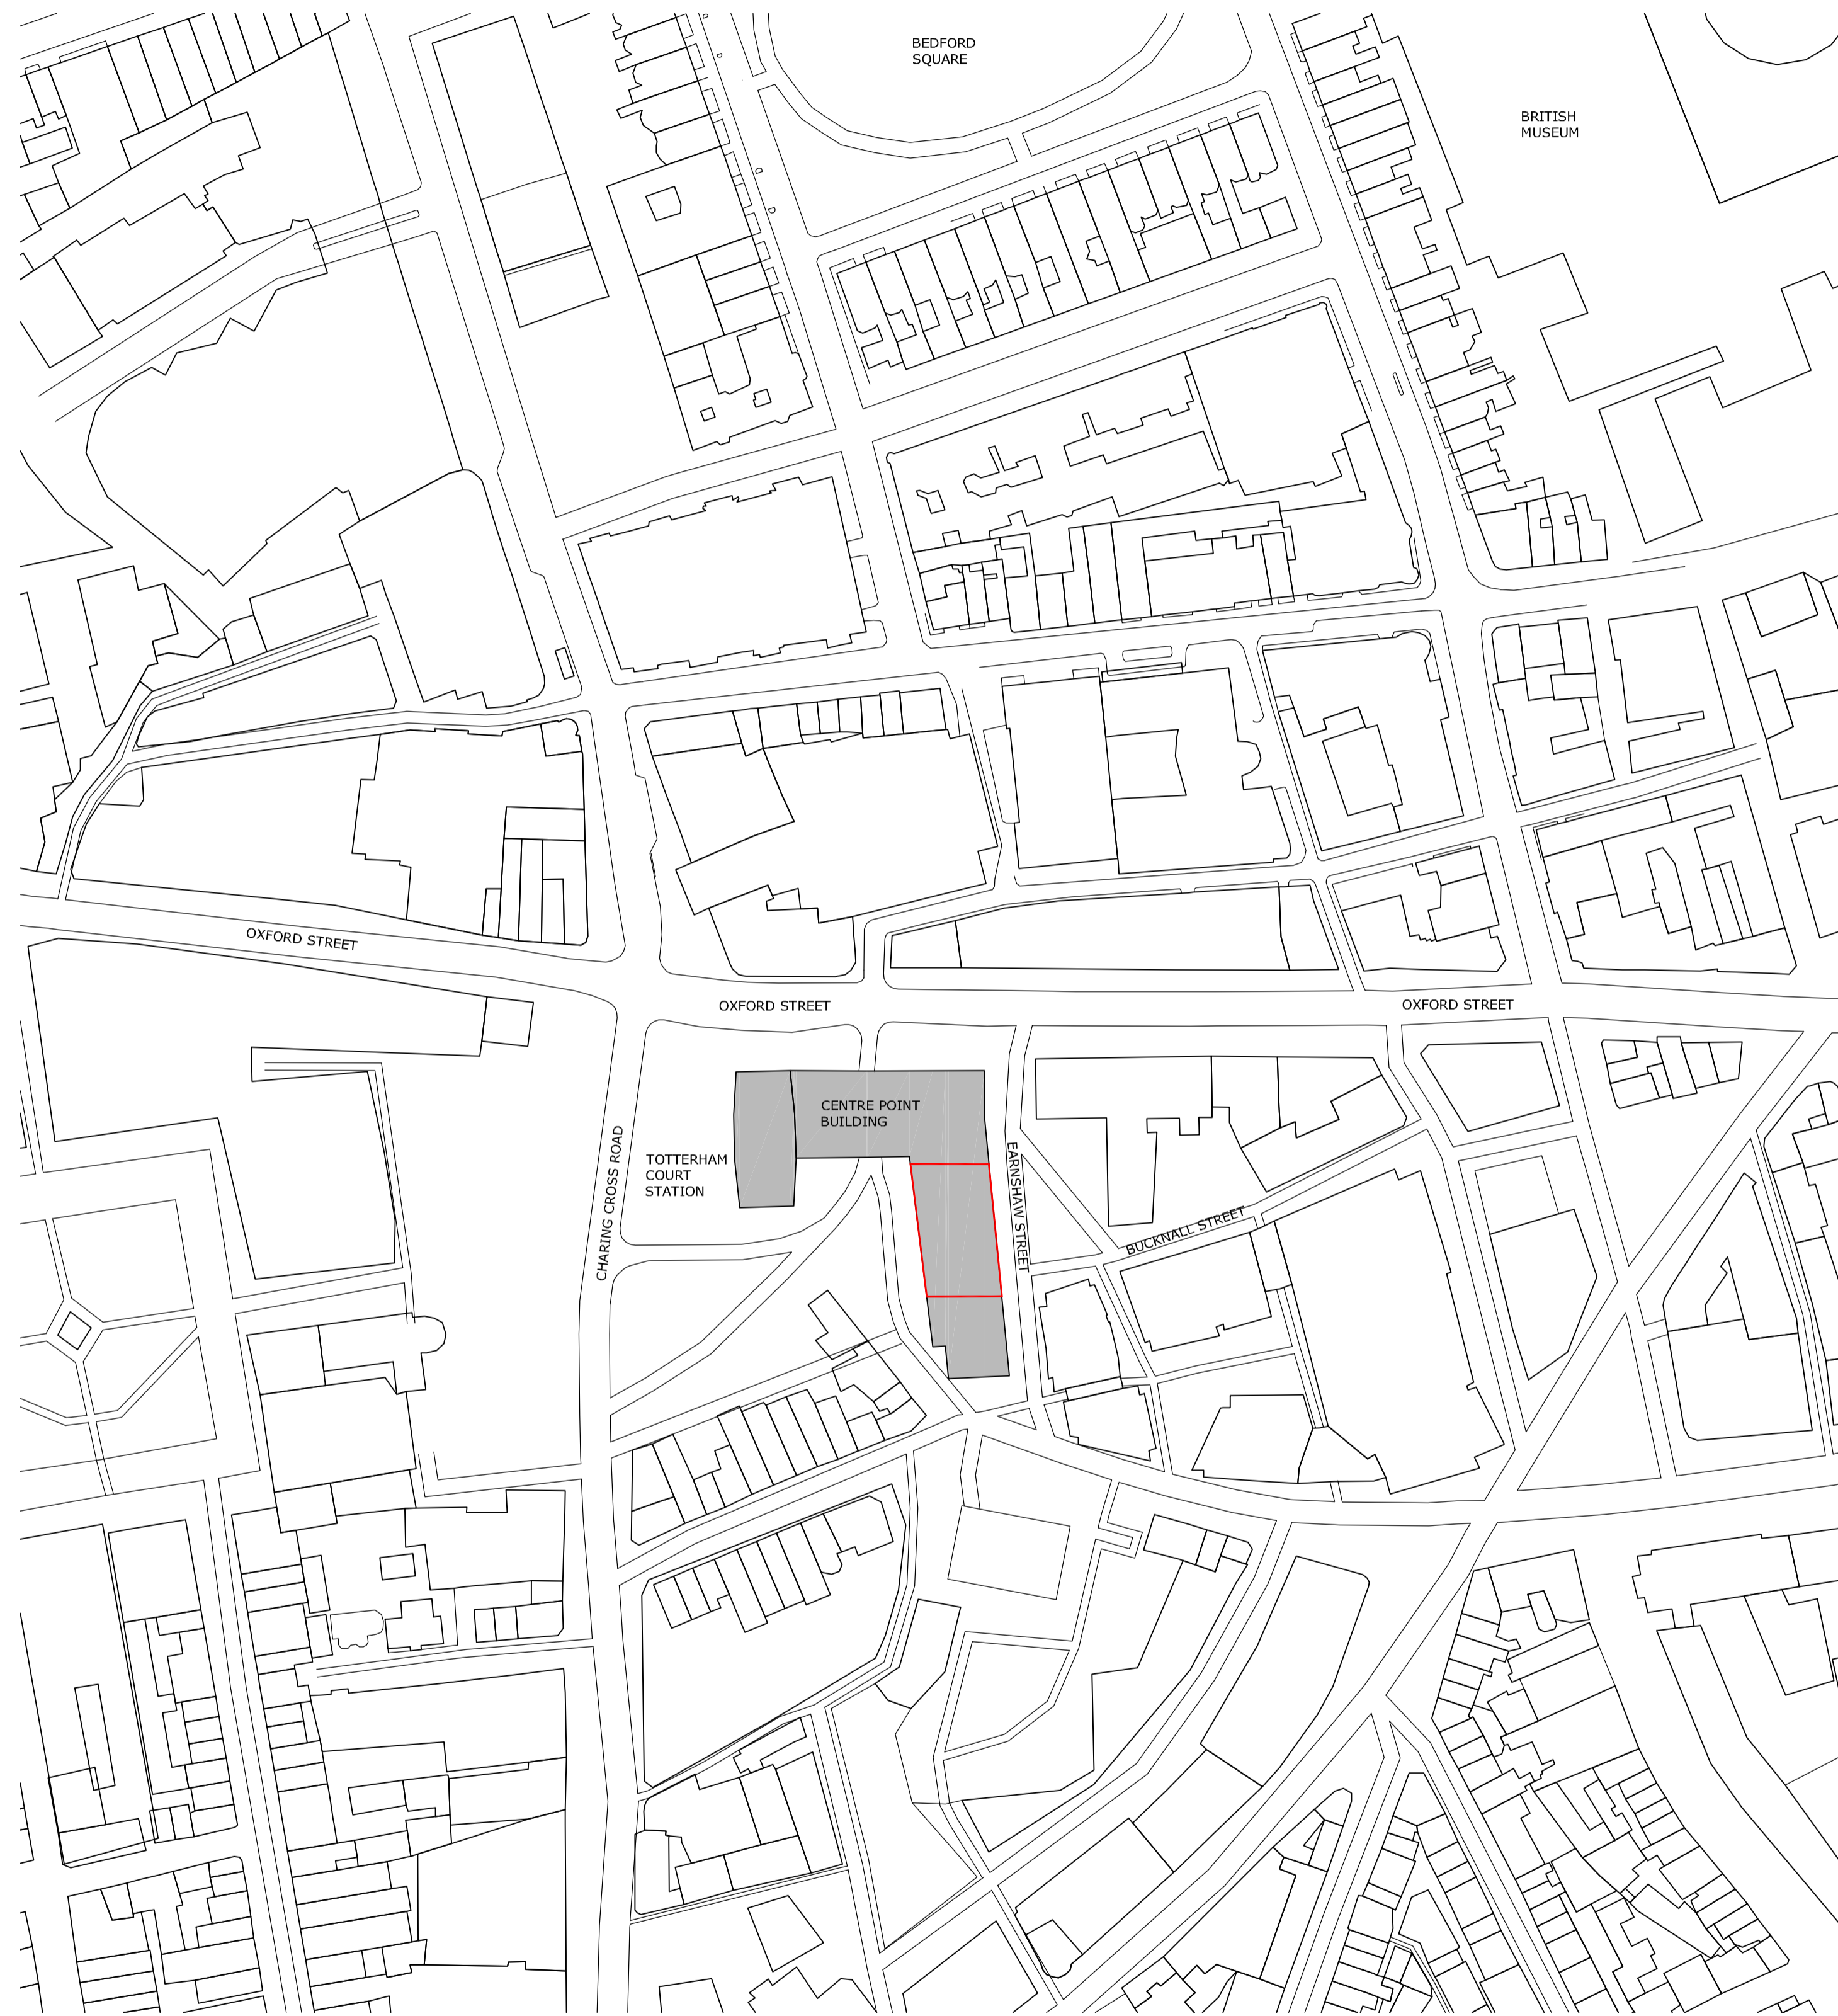 BEDFORD
SQUARE
BRITISH
MUSEUM
OXFORD STREET
OXFORD STREET
OXFORD STREET
CENTRE POINT
BUILDING
TOTTERHAM
COURT
STATION
CHARING CROSS ROAD
EARNSHAW STREET
BUCKNALL STREET